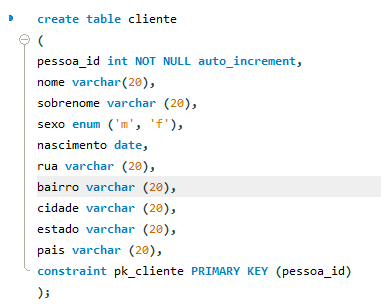 create table cliente
(
pessoa_id int NOT NULL auto_increment,
nome varchar(20),
sobrenome varchar (20),
sexo enum ('m', 'f'),
nascimento date,
rua varchar (20),
bairro varchar (20),
cidade varchar (20),
estado varchar (20),
pais varchar (20),
constraint pk_cliente PRIMARY KEY (pessoa_id)
);